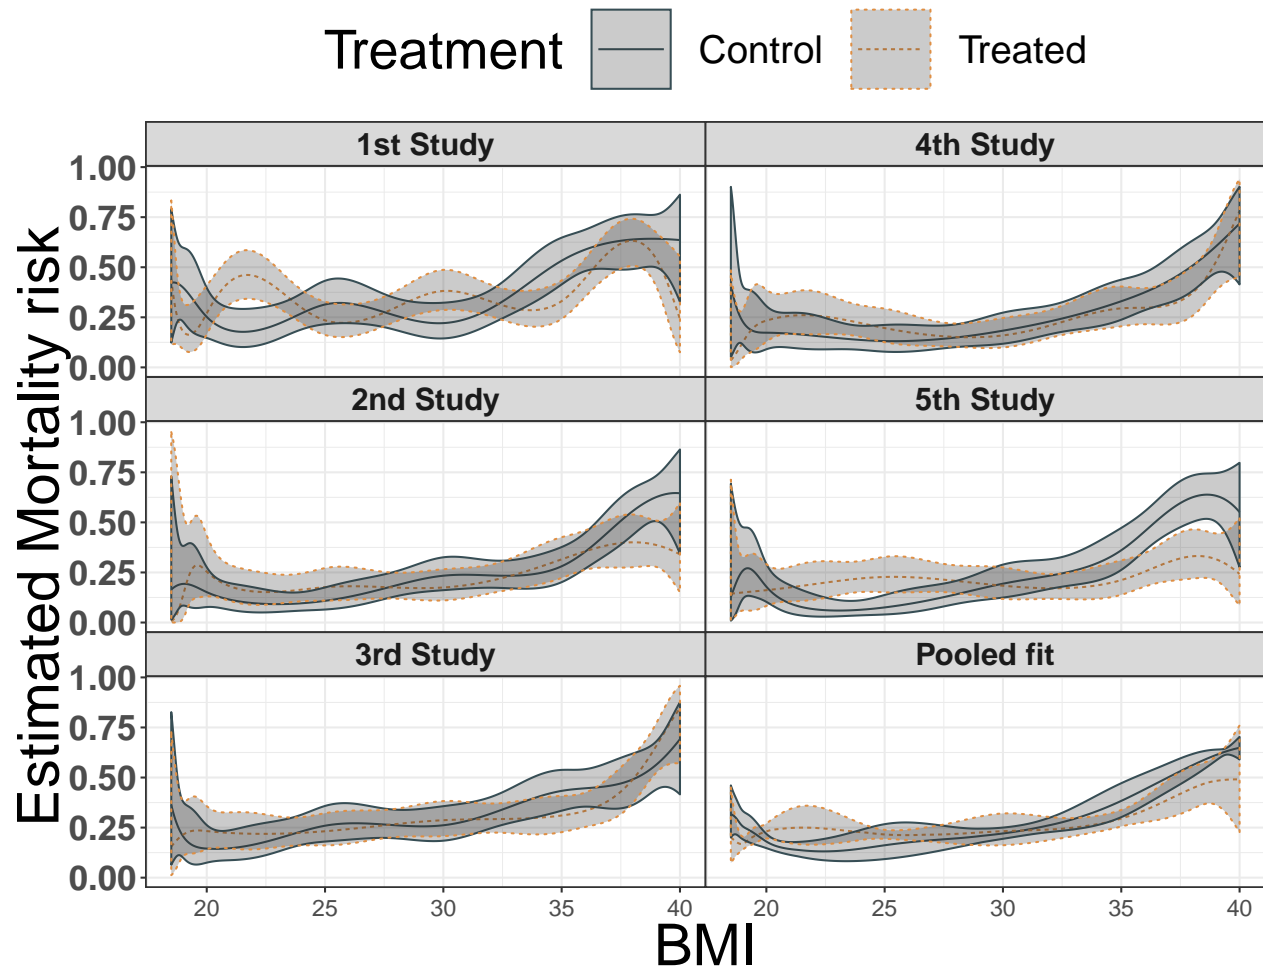 Treatment Control Treated
1st Study 4th Study
1.00
0.75
0.50
0.25
0.00
2nd Study 5th Study
1.00
0.75
0.50
0.25
0.00
3rd Study Pooled fit
1.00
0.75
0.50
0.25
0.00
Estimated Mortality risk
20 25 30 35 40 20 25 30 35 40
BMI